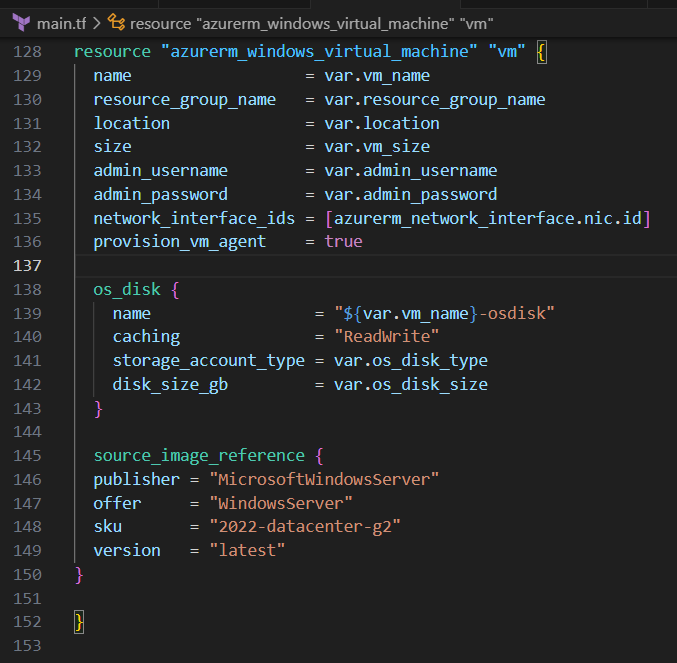 main.tf > resource "azurerm_windows_virtual_machine" "vm"
128 resource "azurerm_windows_virtual_machine" "vm" {
129   name                  = var.vm_name
130   resource_group_name   = var.resource_group_name
131   location              = var.location
132   size                  = var.vm_size
133   admin_username        = var.admin_username
134   admin_password        = var.admin_password
135   network_interface_ids = [azurerm_network_interface.nic.id]
136   provision_vm_agent    = true
137
138   os_disk {
139     name                 = "${var.vm_name}-osdisk"
140     caching              = "ReadWrite"
141     storage_account_type = var.os_disk_type
142     disk_size_gb         = var.os_disk_size
143   }
144
145   source_image_reference {
146   publisher = "MicrosoftWindowsServer"
147   offer     = "WindowsServer"
148   sku       = "2022-datacenter-g2"
149   version   = "latest"
150 }
151
152 }
153